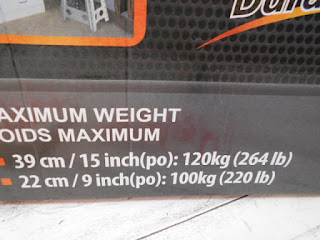 AXIMUM WEIGHT
OIDS MAXIMUM
39 cm / 15 inch(po): 120kg (264 lb)
22 cm / 9 inch(po): 100kg (220 lb)